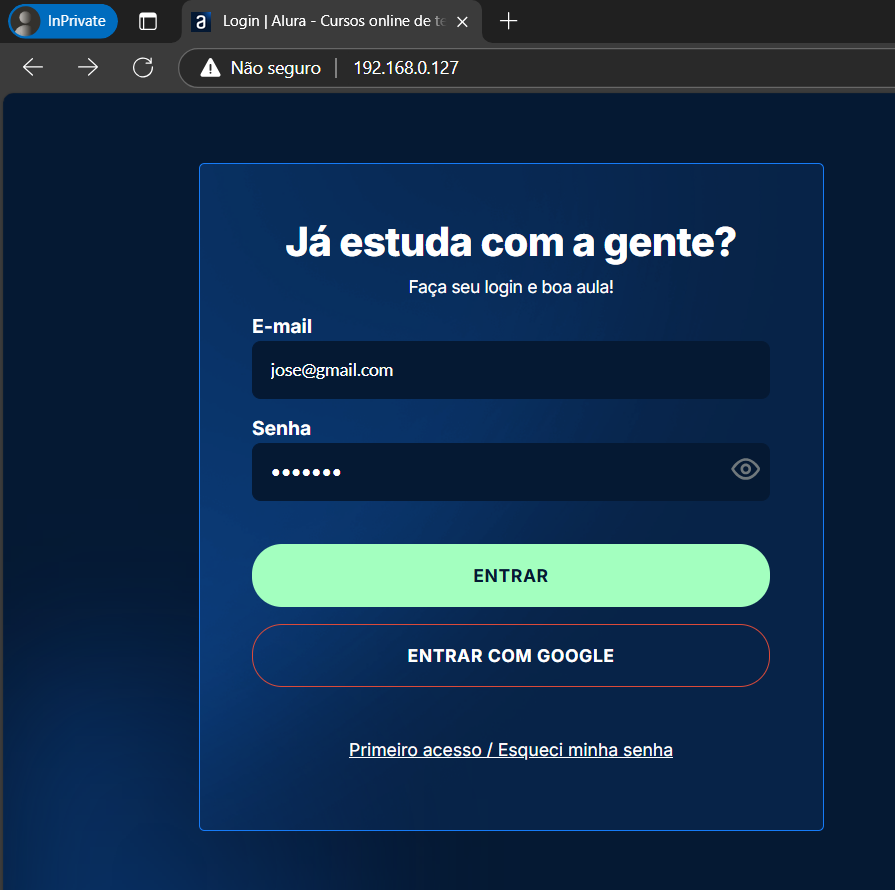 InPrivate
a Login | Alura - Cursos online de te
Não seguro | 192.168.0.127
Já estuda com a gente?
Faça seu login e boa aula!
E-mail
jose@gmail.com
Senha
•••••••
ENTRAR
ENTRAR COM GOOGLE
Primeiro acesso / Esqueci minha senha